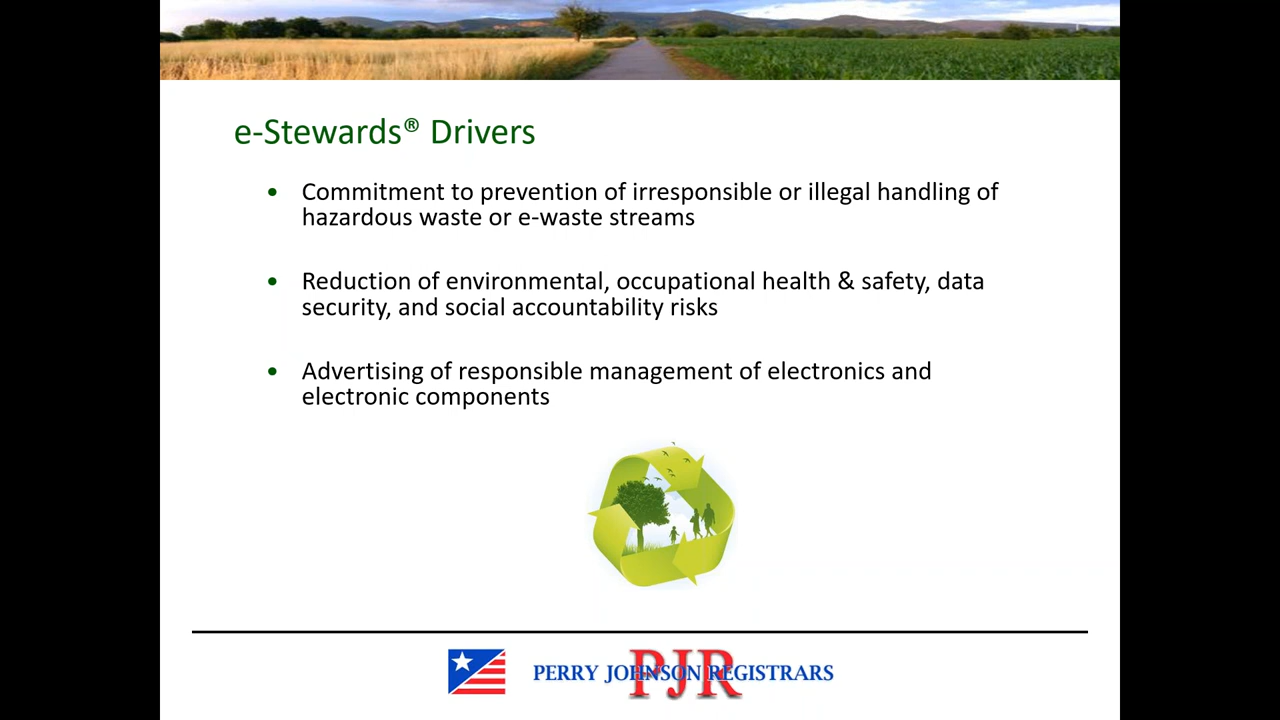 e-Stewards® Drivers
• Commitment to prevention of irresponsible or illegal handling of
hazardous waste or e-waste streams
• Reduction of environmental, occupational health & safety, data
security, and social accountability risks
• Advertising of responsible management of electronics and
electronic components
PJR
PERRY JOHNSON REGISTRARS